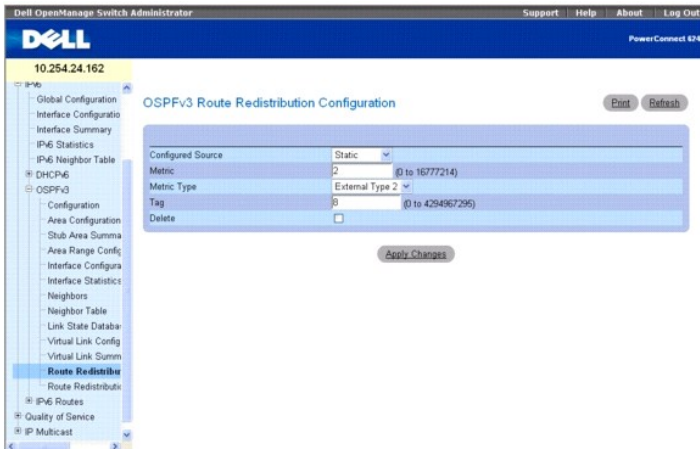 Dell OpenManage Switch Administrator
Support Help About Log Out
DELL
PowerConnect 624
10.254.24.162
IPv6
Global Configuration
Interface Configuratio
Interface Summary
IPv6 Statistics
IPv6 Neighbor Table
DHCPv6
OSPFv3
Configuration
Area Configuration
Stub Area Summa
Area Range Config
Interface Configura
Interface Statistics
Neighbors
Neighbor Table
Link State Databas
Virtual Link Config
Virtual Link Summ
Route Redistribu
Route Redistributio
IPv6 Routes
Quality of Service
IP Multicast
OSPFv3 Route Redistribution Configuration
Print Refresh
Configured Source Static
Metric 2 (0 to 16777214)
Metric Type External Type 2
Tag 8 (0 to 4294967295)
Delete
Apply Changes